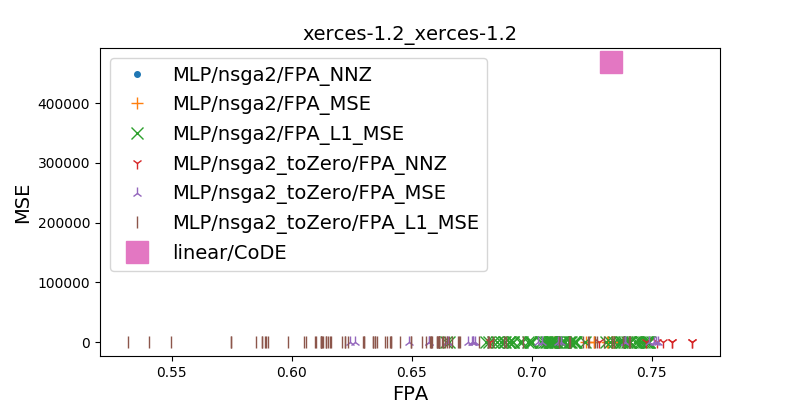 xerces-1.2_xerces-1.2
MLP/nsga2/FPA_NNZ
MLP/nsga2/FPA_MSE
MLP/nsga2/FPA_L1_MSE
MLP/nsga2_toZero/FPA_NNZ
MLP/nsga2_toZero/FPA_MSE
MLP/nsga2_toZero/FPA_L1_MSE
linear/CoDE
MSE
400000
300000
200000
100000
0
0.55 0.60 0.65 0.70 0.75
FPA